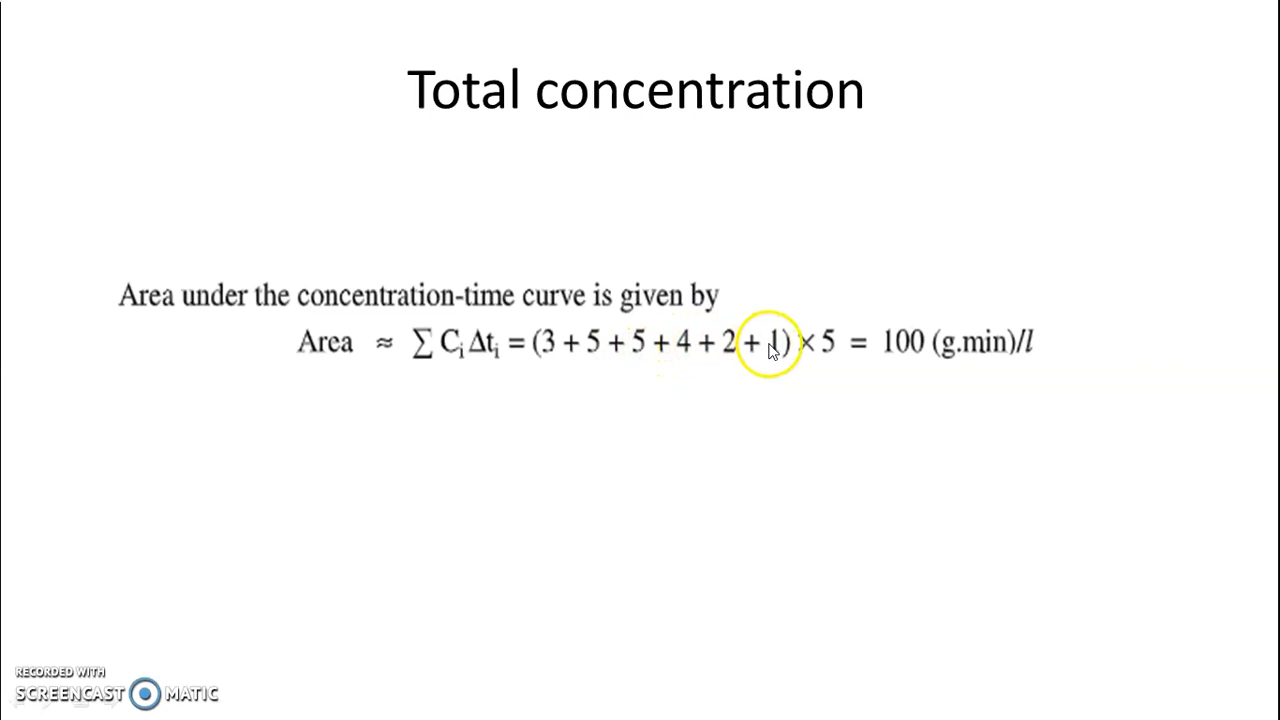 Total concentration
Area under the concentration-time curve is given by
Area ≈ ∑ CᵢΔtᵢ = (3 + 5 + 5 + 4 + 2 + 1) × 5 = 100 (g.min)/l
RECORDED WITH
SCREENCAST MATIC